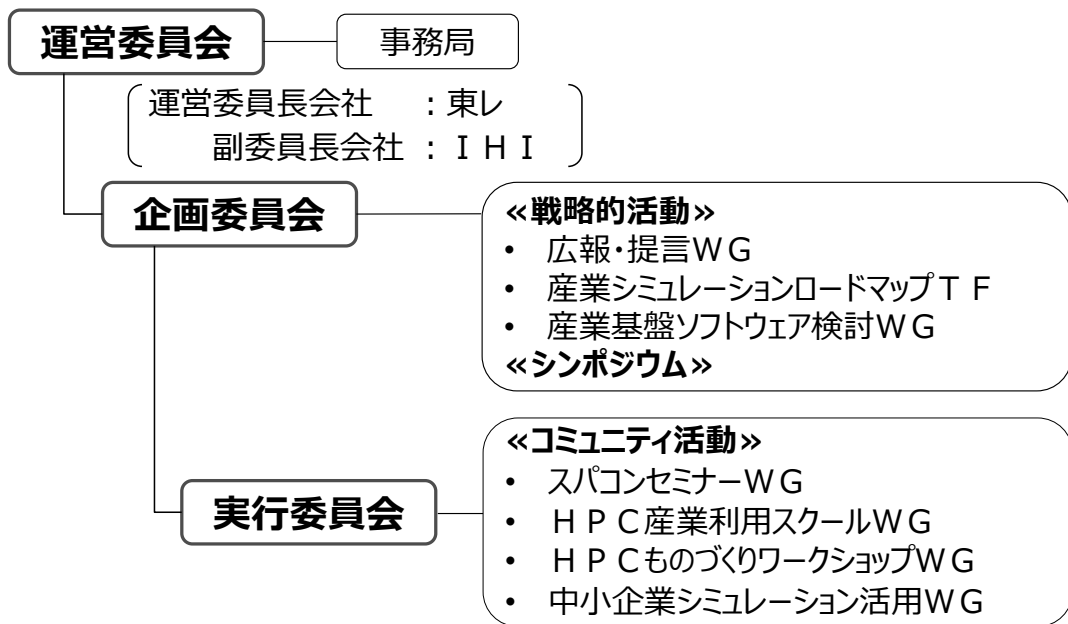 運営委員会
事務局
運営委員長会社 :東レ
副委員長会社 :ＩＨＩ
企画委員会
≪戦略的活動≫
• 広報・提言ＷＧ
• 産業シミュレーションロードマップＴＦ
• 産業基盤ソフトウェア検討ＷＧ
≪シンポジウム≫
実行委員会
≪コミュニティ活動≫
• スパコンセミナーＷＧ
• ＨＰＣ産業利用スクールＷＧ
• ＨＰＣものづくりワークショップＷＧ
• 中小企業シミュレーション活用ＷＧ